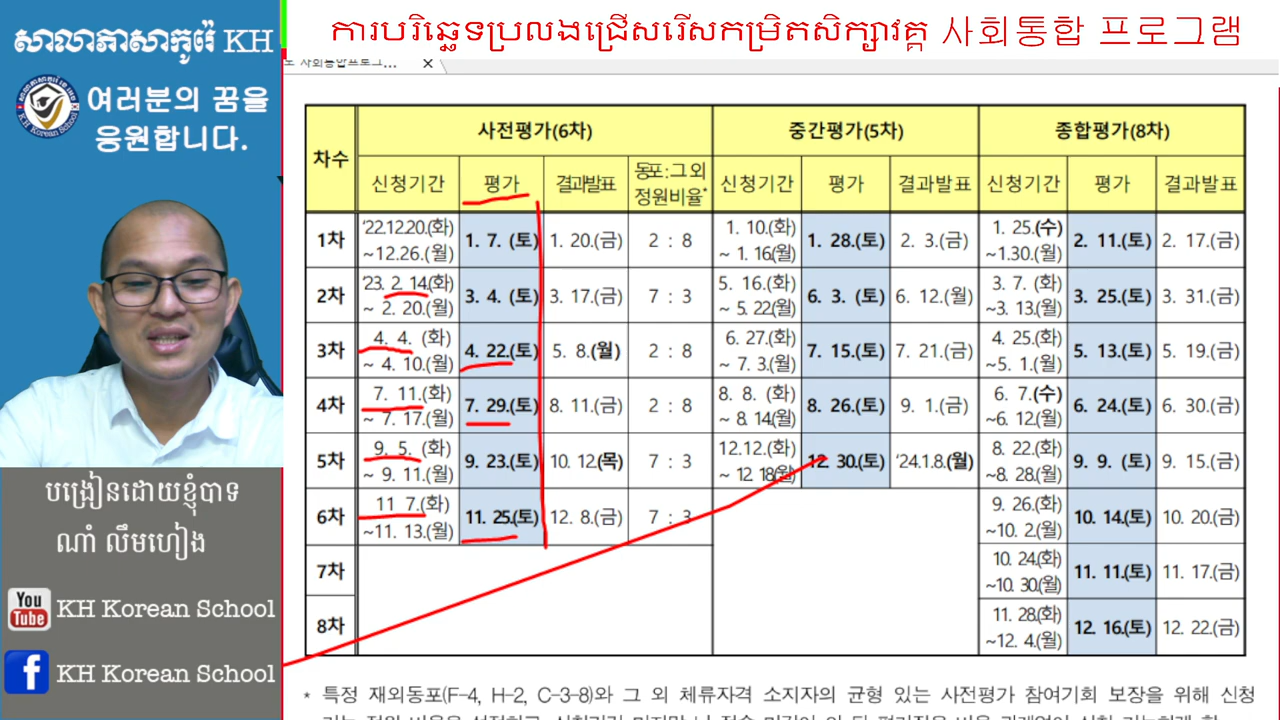 សាលាភាសាកូរ៉េ KH
여러분의 꿈을
응원합니다.
KH Korean School
ការបរិច្ឆេទប្រលងជ្រើសរើសកម្រិតសិក្សាវគ្គ 사회통합 프로그램
사회통합프로그... ×
차수 사전평가(6차) 중간평가(5차) 종합평가(8차)
신청기간 평가 결과발표 동포:그 외 정원비율* 신청기간 평가 결과발표 신청기간 평가 결과발표
1차 '22.12.20.(화) ~12.26.(월) 1. 7. (토) 1. 20.(금) 2 : 8 1. 10.(화) ~ 1. 16.(월) 1. 28.(토) 2. 3.(금) 1. 25.(수) ~1.30.(월) 2. 11.(토) 2. 17.(금)
2차 '23. 2. 14.(화) ~ 2. 20.(월) 3. 4. (토) 3. 17.(금) 7 : 3 5. 16.(화) ~ 5. 22.(월) 6. 3. (토) 6. 12.(월) 3. 7. (화) ~3. 13.(월) 3. 25.(토) 3. 31.(금)
3차 4. 4. (화) ~ 4. 10.(월) 4. 22.(토) 5. 8.(월) 2 : 8 6. 27.(화) ~ 7. 3.(월) 7. 15.(토) 7. 21.(금) 4. 25.(화) ~5. 1.(월) 5. 13.(토) 5. 19.(금)
4차 7. 11.(화) ~ 7. 17.(월) 7. 29.(토) 8. 11.(금) 2 : 8 8. 8. (화) ~ 8. 14.(월) 8. 26.(토) 9. 1.(금) 6. 7.(수) ~6. 12.(월) 6. 24.(토) 6. 30.(금)
5차 9. 5. (화) ~ 9. 11.(월) 9. 23.(토) 10. 12.(목) 7 : 3 12.12.(화) ~ 12. 18.(월) 12. 30.(토) '24.1.8.(월) 8. 22.(화) ~8. 28.(월) 9. 9. (토) 9. 15.(금)
6차 11. 7.(화) ~11. 13.(월) 11. 25.(토) 12. 8.(금) 7 : 3 9. 26.(화) ~10. 2.(월) 10. 14.(토) 10. 20.(금)
7차 10. 24.(화) ~10. 30.(월) 11. 11.(토) 11. 17.(금)
8차 11. 28.(화) ~12. 4.(월) 12. 16.(토) 12. 22.(금)
* 특정 재외동포(F-4, H-2, C-3-8)와 그 외 체류자격 소지자의 균형 있는 사전평가 참여기회 보장을 위해 신청
បង្រៀនដោយខ្ញុំបាទ
ណាំ លឹមហៀង
You Tube KH Korean School
f KH Korean School